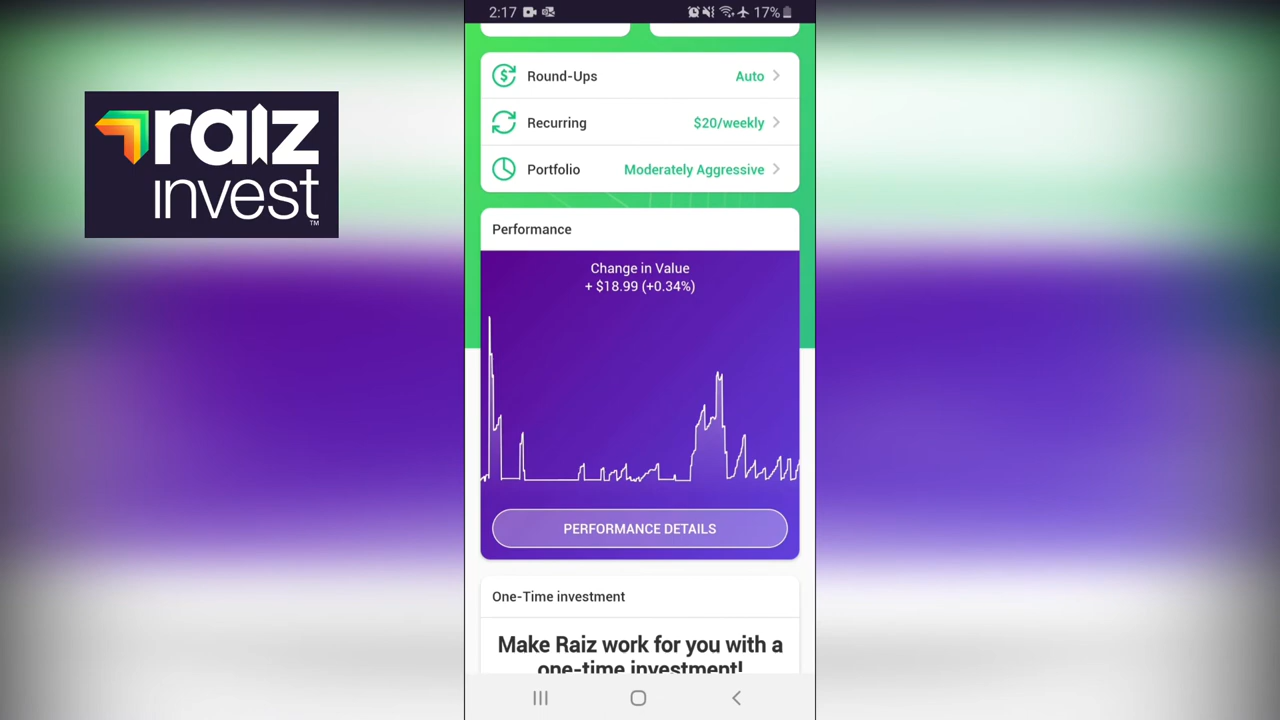 raiz
invest
TM
2:17
17%
Round-Ups Auto
Recurring $20/weekly
Portfolio Moderately Aggressive
Performance
Change in Value
+ $18.99 (+0.34%)
PERFORMANCE DETAILS
One-Time investment
Make Raiz work for you with a
one-time investment!